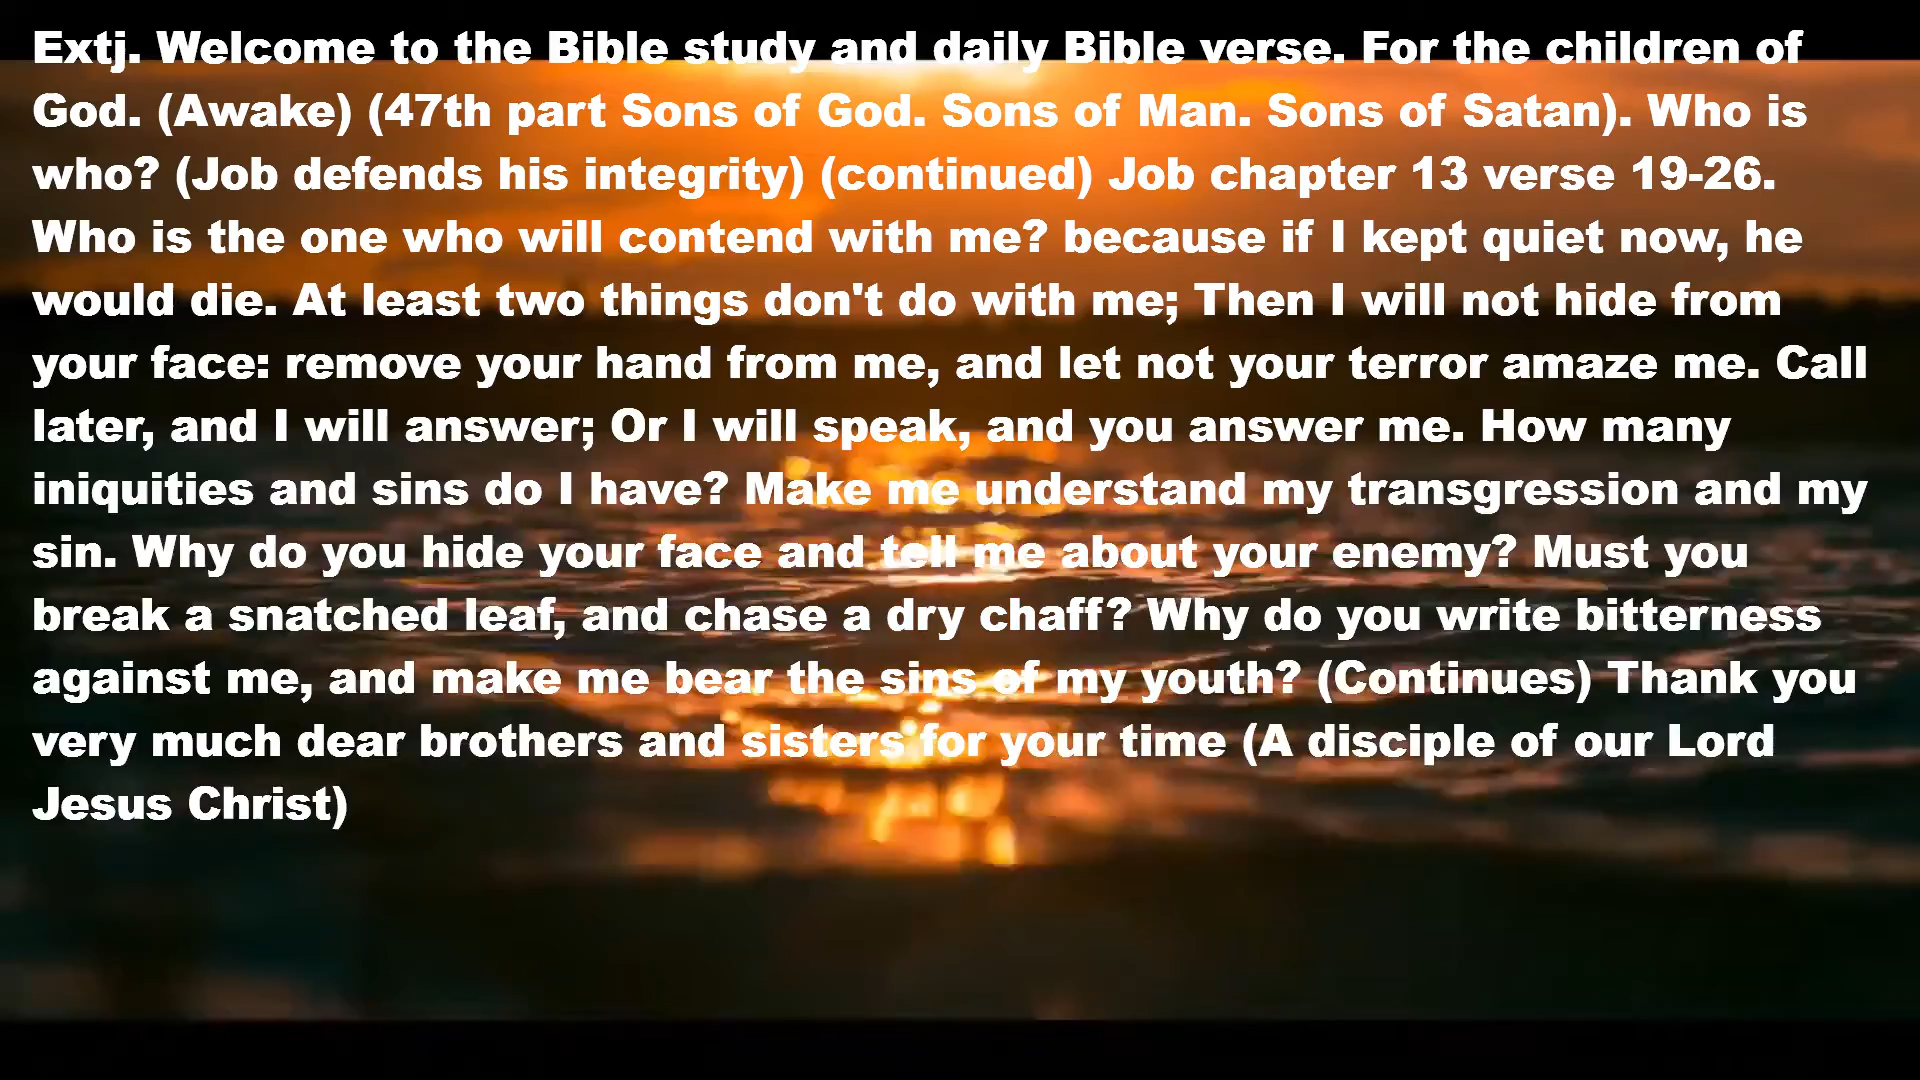 Extj. Welcome to the Bible study and daily Bible verse. For the children of
God. (Awake) (47th part Sons of God. Sons of Man. Sons of Satan). Who is
who? (Job defends his integrity) (continued) Job chapter 13 verse 19-26.
Who is the one who will contend with me? because if I kept quiet now, he
would die. At least two things don't do with me; Then I will not hide from
your face: remove your hand from me, and let not your terror amaze me. Call
later, and I will answer; Or I will speak, and you answer me. How many
iniquities and sins do I have? Make me understand my transgression and my
sin. Why do you hide your face and tell me about your enemy? Must you
break a snatched leaf, and chase a dry chaff? Why do you write bitterness
against me, and make me bear the sins of my youth? (Continues) Thank you
very much dear brothers and sisters for your time (A disciple of our Lord
Jesus Christ)